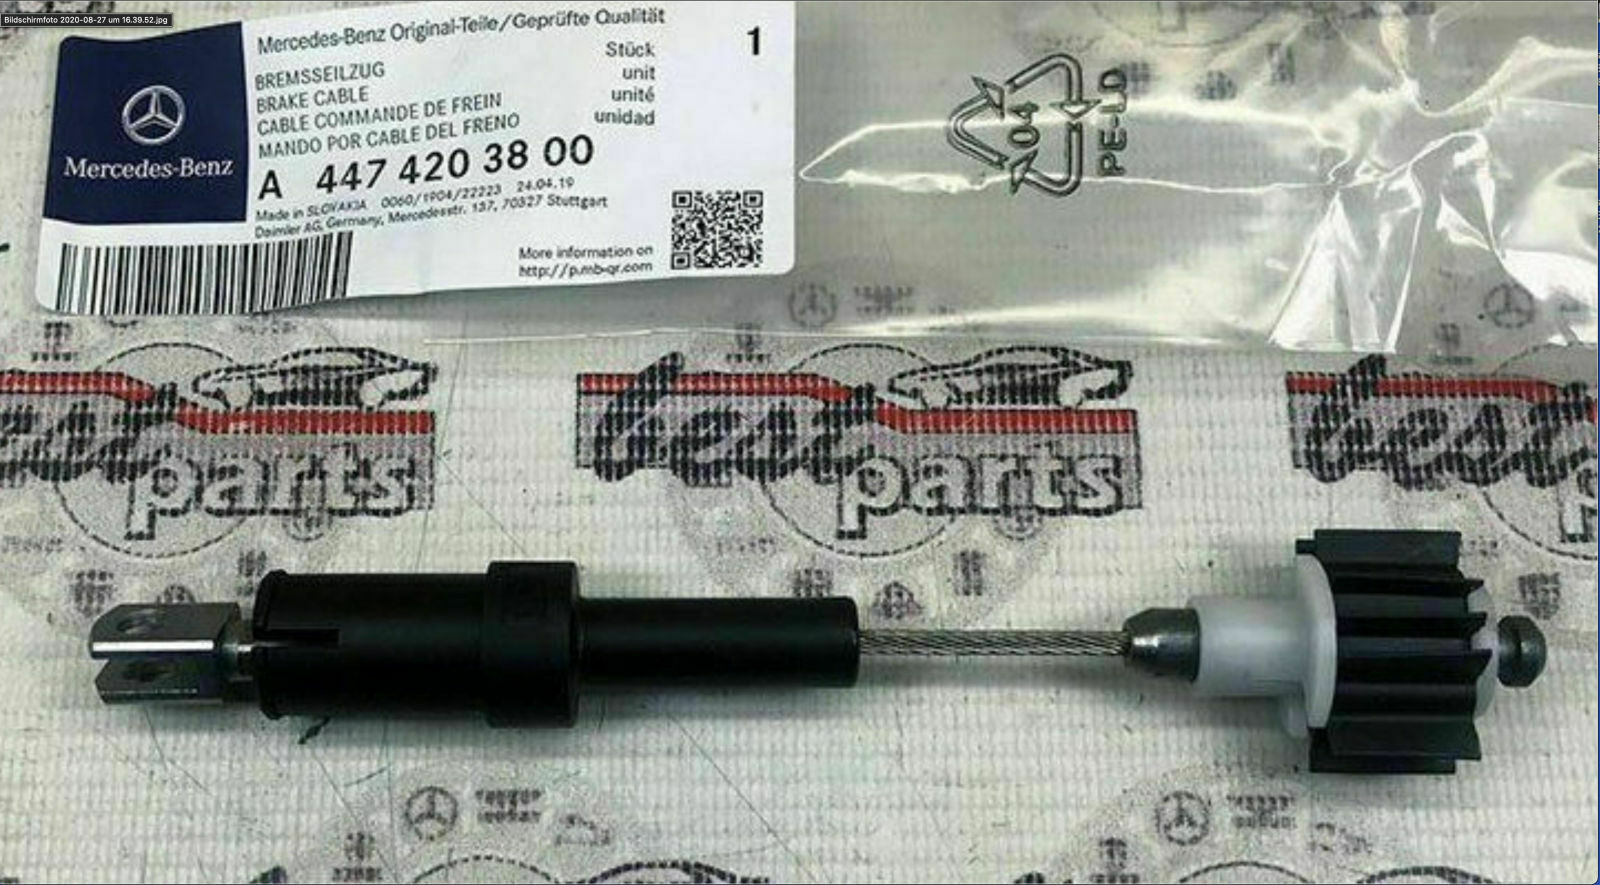 Bildschirmfoto 2020-08-27 um 16.39.52.jpg
Mercedes-Benz Original-Teile/Geprüfte Qualität
Stück
1
BREMSSEILZUG
unit
BRAKE CABLE
unité
CABLE COMMANDE DE FREIN
unidad
MANDO POR CABLE DEL FRENO
Mercedes-Benz
A 447 420 38 00
Made in SLOVAKIA 0060/1904/22223 24.04.19
Daimler AG, Germany, Mercedesstr. 137, 70327 Stuttgart
More information on
http://p.mb-qr.com
04
PE-LD
best
parts
best
parts
best